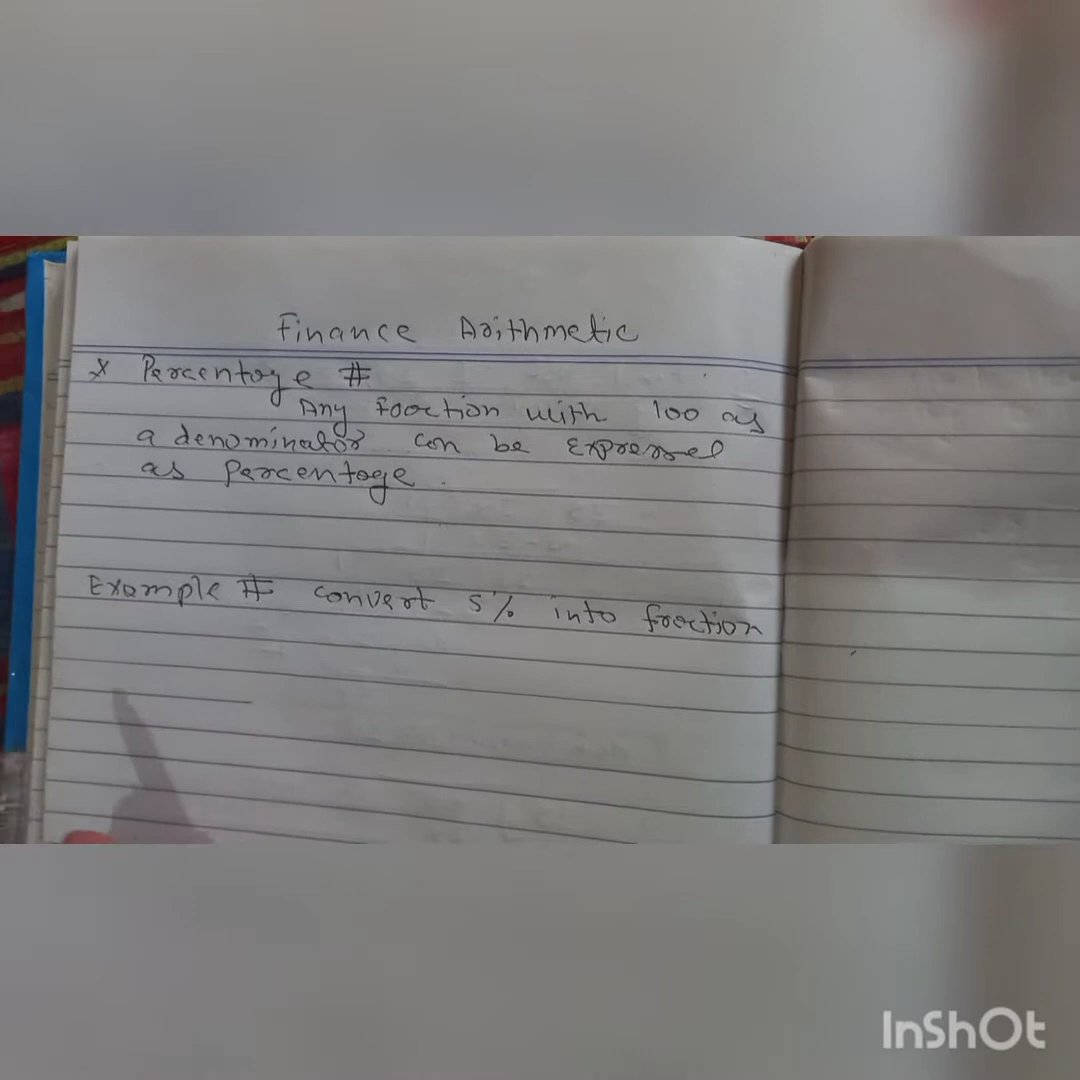 Finance Arithmetic
* Percentage #
Any fraction with 100 as
a denominator can be Expressed
as percentage.
Example # convert 5% into fraction
InShOt